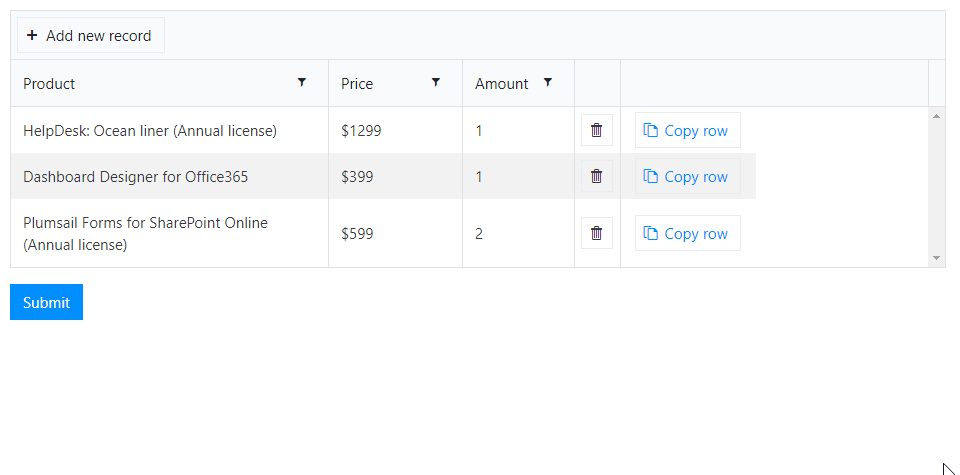 Add new record
Product Price Amount
HelpDesk: Ocean liner (Annual license) $1299 1 Copy row
Dashboard Designer for Office365 $399 1 Copy row
Plumsail Forms for SharePoint Online
(Annual license) $599 2 Copy row
Submit